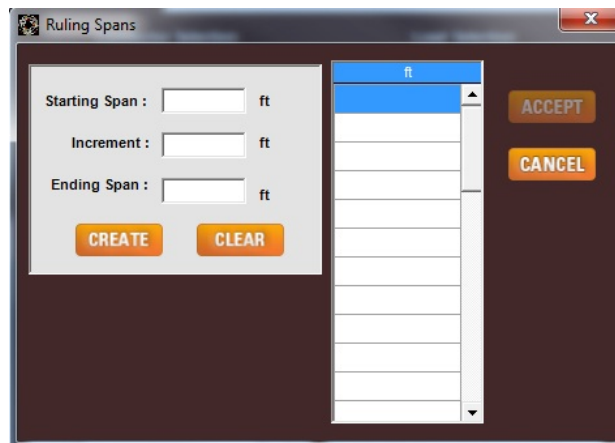 Ruling Spans
Starting Span : ft
Increment : ft
Ending Span : ft
CREATE CLEAR
ft
ACCEPT
CANCEL